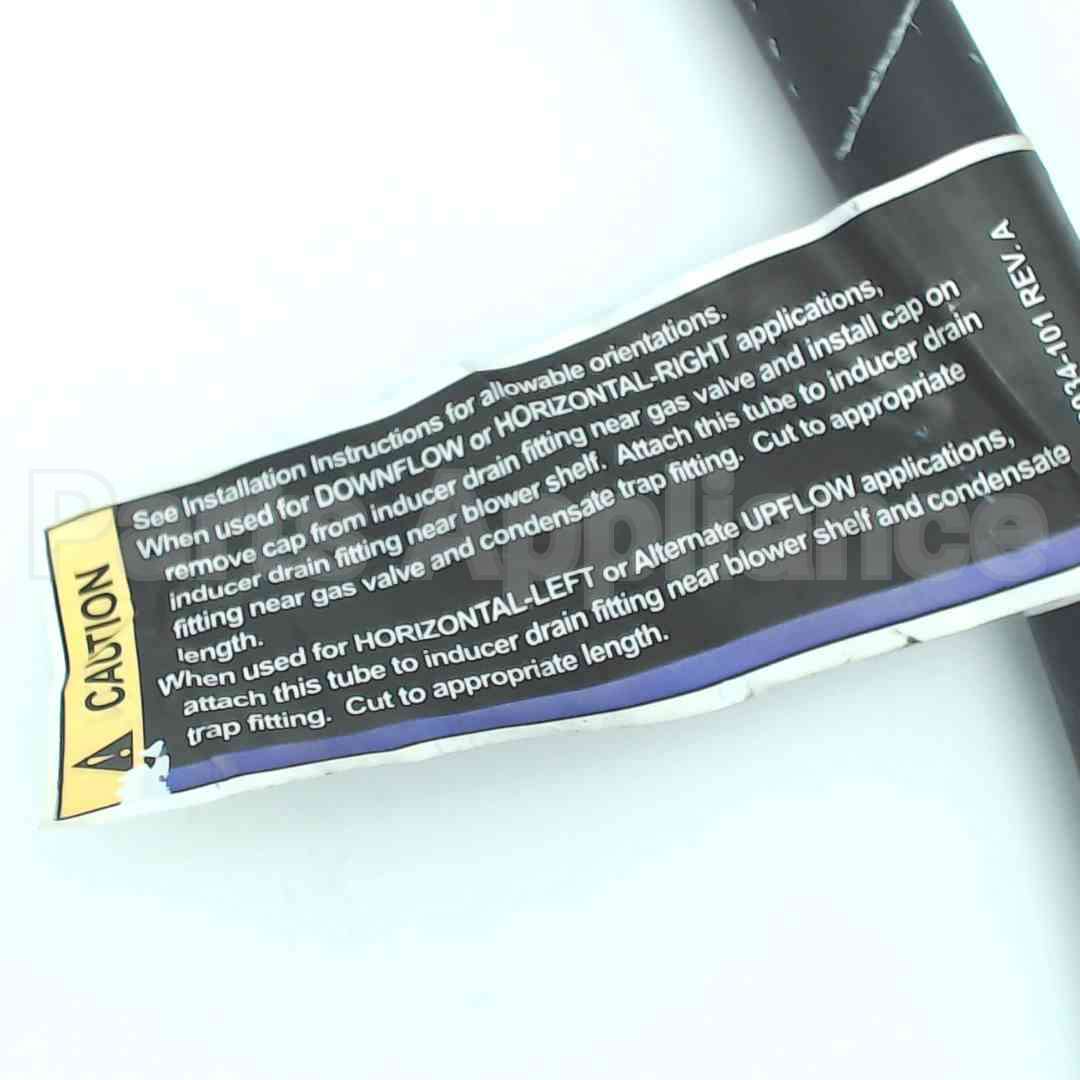 See Installation Instructions for allowable orientations.
When used for DOWNFLOW or HORIZONTAL-RIGHT applications,
remove cap from inducer drain fitting near gas valve and install cap on
inducer drain fitting near blower shelf. Attach this tube to inducer drain
fitting near gas valve and condensate trap fitting. Cut to appropriate
length.
When used for HORIZONTAL-LEFT or Alternate UPFLOW applications,
attach this tube to inducer drain fitting near blower shelf and condensate
trap fitting. Cut to appropriate length.
CAUTION
34-101 REV. A
Parts Appliance